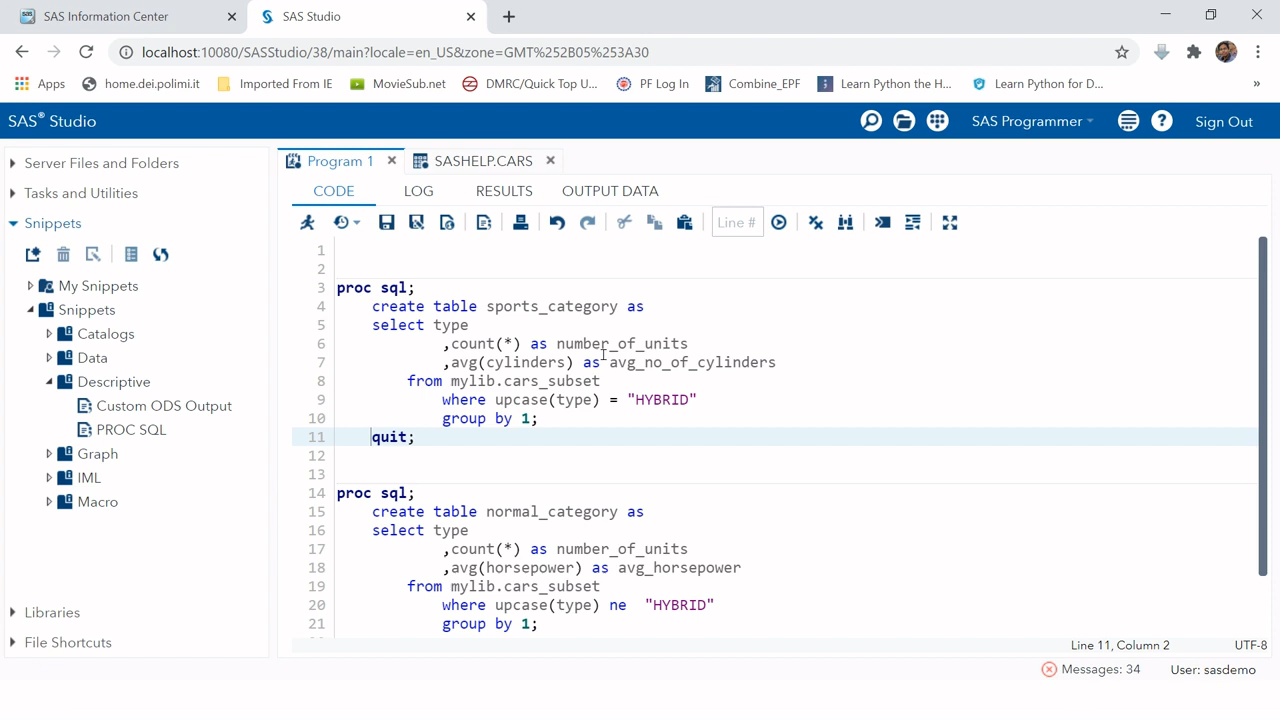 SAS Information Center
SAS Studio
localhost:10080/SASStudio/38/main?locale=en_US&zone=GMT%252B05%253A30
Apps home.dei.polimi.it Imported From IE MovieSub.net DMRC/Quick Top U... PF Log In Combine_EPF Learn Python the H... Learn Python for D... »
SAS® Studio
SAS Programmer
Sign Out
Server Files and Folders
Tasks and Utilities
Snippets
My Snippets
Snippets
Catalogs
Data
Descriptive
Custom ODS Output
PROC SQL
Graph
IML
Macro
Libraries
File Shortcuts
Program 1
SASHELP.CARS
CODE LOG RESULTS OUTPUT DATA
Line #
1
2
3 proc sql;
4 create table sports_category as
5 select type
6 ,count(*) as number_of_units
7 ,avg(cylinders) as avg_no_of_cylinders
8 from mylib.cars_subset
9 where upcase(type) = "HYBRID"
10 group by 1;
11 quit;
12
13
14 proc sql;
15 create table normal_category as
16 select type
17 ,count(*) as number_of_units
18 ,avg(horsepower) as avg_horsepower
19 from mylib.cars_subset
20 where upcase(type) ne "HYBRID"
21 group by 1;
Line 11, Column 2 UTF-8
Messages: 34 User: sasdemo